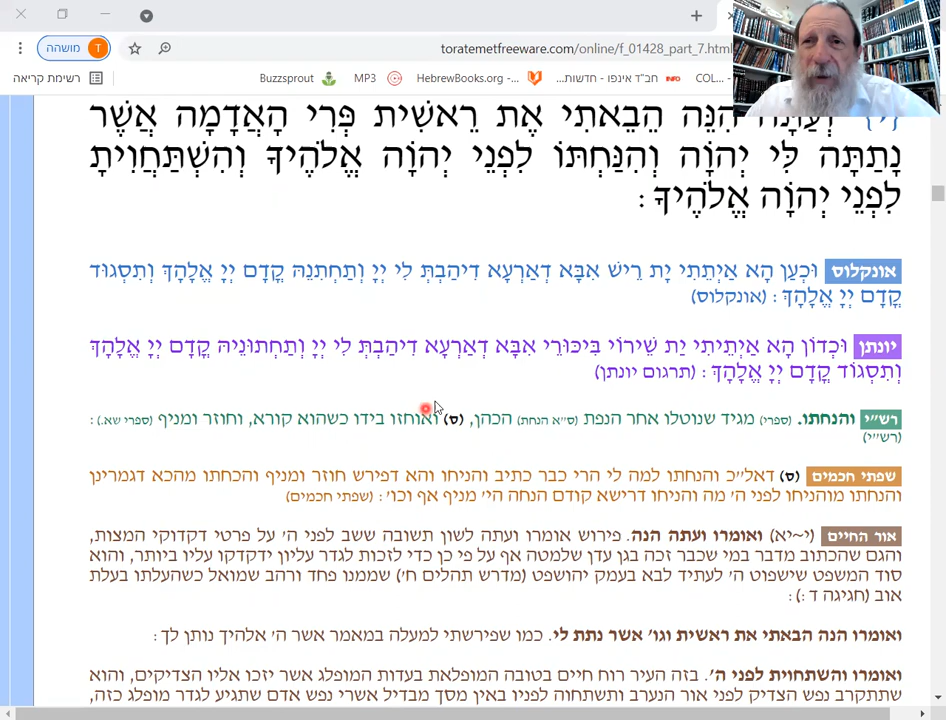 מושהה
toratemetfreeware.com/online/f_01428_part_7.html
רשימת קריאה
Buzzsprout
MP3
HebrewBooks.org -...
חב"ד אינפו - חדשות...
COL...
{י} וְעַתָּה הִנֵּה הֵבֵאתִי אֶת רֵאשִׁית פְּרִי הָאֲדָמָה אֲשֶׁר
נָתַתָּה לִּי יְהוָֹה וְהִנַּחְתּוֹ לִפְנֵי יְהוָֹה אֱלֹהֶיךָ וְהִשְׁתַּחֲוִיתָ
לִפְנֵי יְהוָֹה אֱלֹהֶיךָ :
אונקלוס וּכְעַן הָא אַיְתֵתִי יָת רֵישׁ אִבָּא דְאַרְעָא דִיהַבְתְּ לִי יְיָ וְתַחְתִנֵהּ קֳדָם יְיָ אֱלָהָךְ וְתִסְגּוּד
קֳדָם יְיָ אֱלָהָךְ : (אונקלוס)
יונתן וּכְדוֹן הָא אַיְתֵיתִי יַת שֵׁירוּי בִּיכּוּרֵי אִבָּא דְאַרְעָא דִיהַבְתְּ לִי יְיָ וְתַחְתוּנֵיהּ קֳדָם יְיָ אֱלָהָךְ
וְתִסְגוֹד קֳדָם יְיָ אֱלָהָךְ : (תרגום יונתן)
רש"י והנחתו. (ספרי) מגיד שנוטלו אחר הנפת (ס"א הנחת) הכהן, (ס) ואוחזו בידו כשהוא קורא, וחוזר ומניף (ספרי שא.) :
(רש"י)
שפתי חכמים (ס) דאל"כ והנחתו למה לי הרי כבר כתיב והניחו והא דפירש חוזר ומניף והכחתו מהכא דגמרינן
והנחתו מוהניחו לפני ה' מה והניחו דרישא קודם הנחה הי' מניף אף וכו' : (שפתי חכמים)
אור החיים (י~יא) ואומרו ועתה הנה. פירוש אומרו ועתה לשון תשובה ששב לפני ה' על פרטי דקדוקי המצות,
והגם שהכתוב מדבר במי שכבר זכה בגן עדן שלמטה אף על פי כן כדי לזכות לגדר עליון ידקדקו עליו ביותר, והוא
סוד המשפט שישפוט ה' לעתיד לבא בעמק יהושפט (מדרש תהלים ח') שממנו פחד ורהב שמואל כשהעלתו בעלת
אוב (חגיגה ד :) :
ואומרו הנה הבאתי את ראשית וגו' אשר נתת לי. כמו שפירשתי למעלה במאמר אשר ה' אלהיך נותן לך :
ואומרו והשתחוית לפני ה'. בזה העיר רוח חיים בטובה המופלאת בעדות המופלג אשר יזכו אליו הצדיקים, והוא
שתתקרב נפש הצדיק לפני אור הנערב ותשתחוה לפניו באין מסך מבדיל אשרי נפש אדם שתגיע לגדר מופלג כזה,